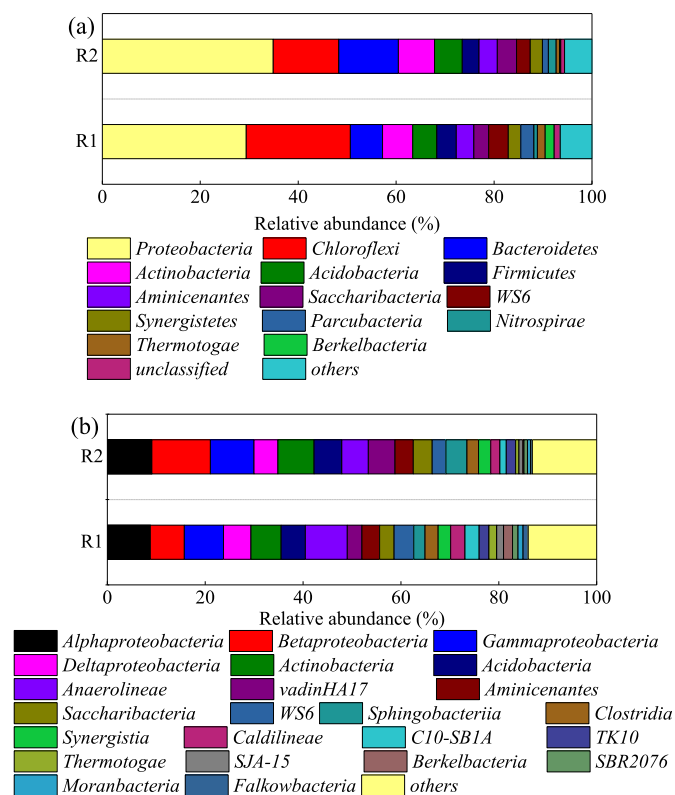 (a)
R2
R1
0 20 40 60 80 100
Relative abundance (%)
Proteobacteria Chloroflexi Bacteroidetes
Actinobacteria Acidobacteria Firmicutes
Aminicenantes Saccharibacteria WS6
Synergistetes Parcubacteria Nitrospirae
Thermotogae Berkelbacteria
unclassified others
(b)
R2
R1
0 20 40 60 80 100
Relative abundance (%)
Alphaproteobacteria Betaproteobacteria Gammaproteobacteria
Deltaproteobacteria Actinobacteria Acidobacteria
Anaerolineae vadinHA17 Aminicenantes
Saccharibacteria WS6 Sphingobacteriia Clostridia
Synergistia Caldilineae C10-SB1A TK10
Thermotogae SJA-15 Berkelbacteria SBR2076
Moranbacteria Falkowbacteria others